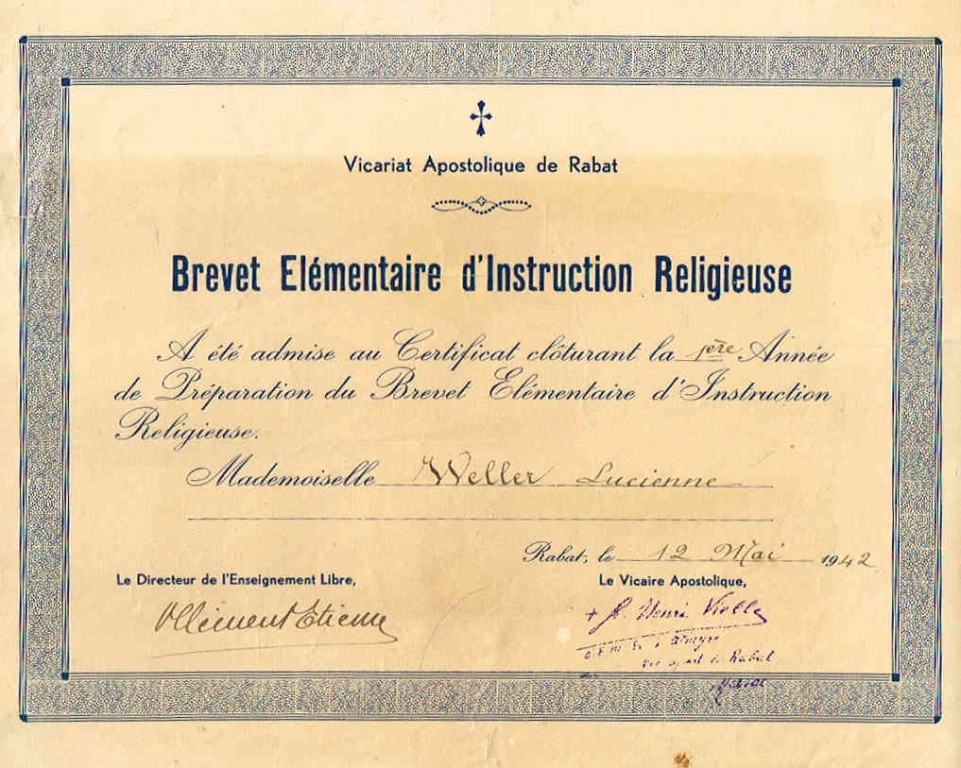 Vicariat Apostolique de Rabat
Brevet Elémentaire d'Instruction Religieuse
A été admise au Certificat clôturant la 1ère Année
de Préparation du Brevet Elémentaire d'Instruction
Religieuse.
Mademoiselle Weller Lucienne
Rabat, le 12 Mai 1942
Le Directeur de l'Enseignement Libre,
Le Vicaire Apostolique,
Clément Etienne
+ f. Henri Vielle
de Rabat